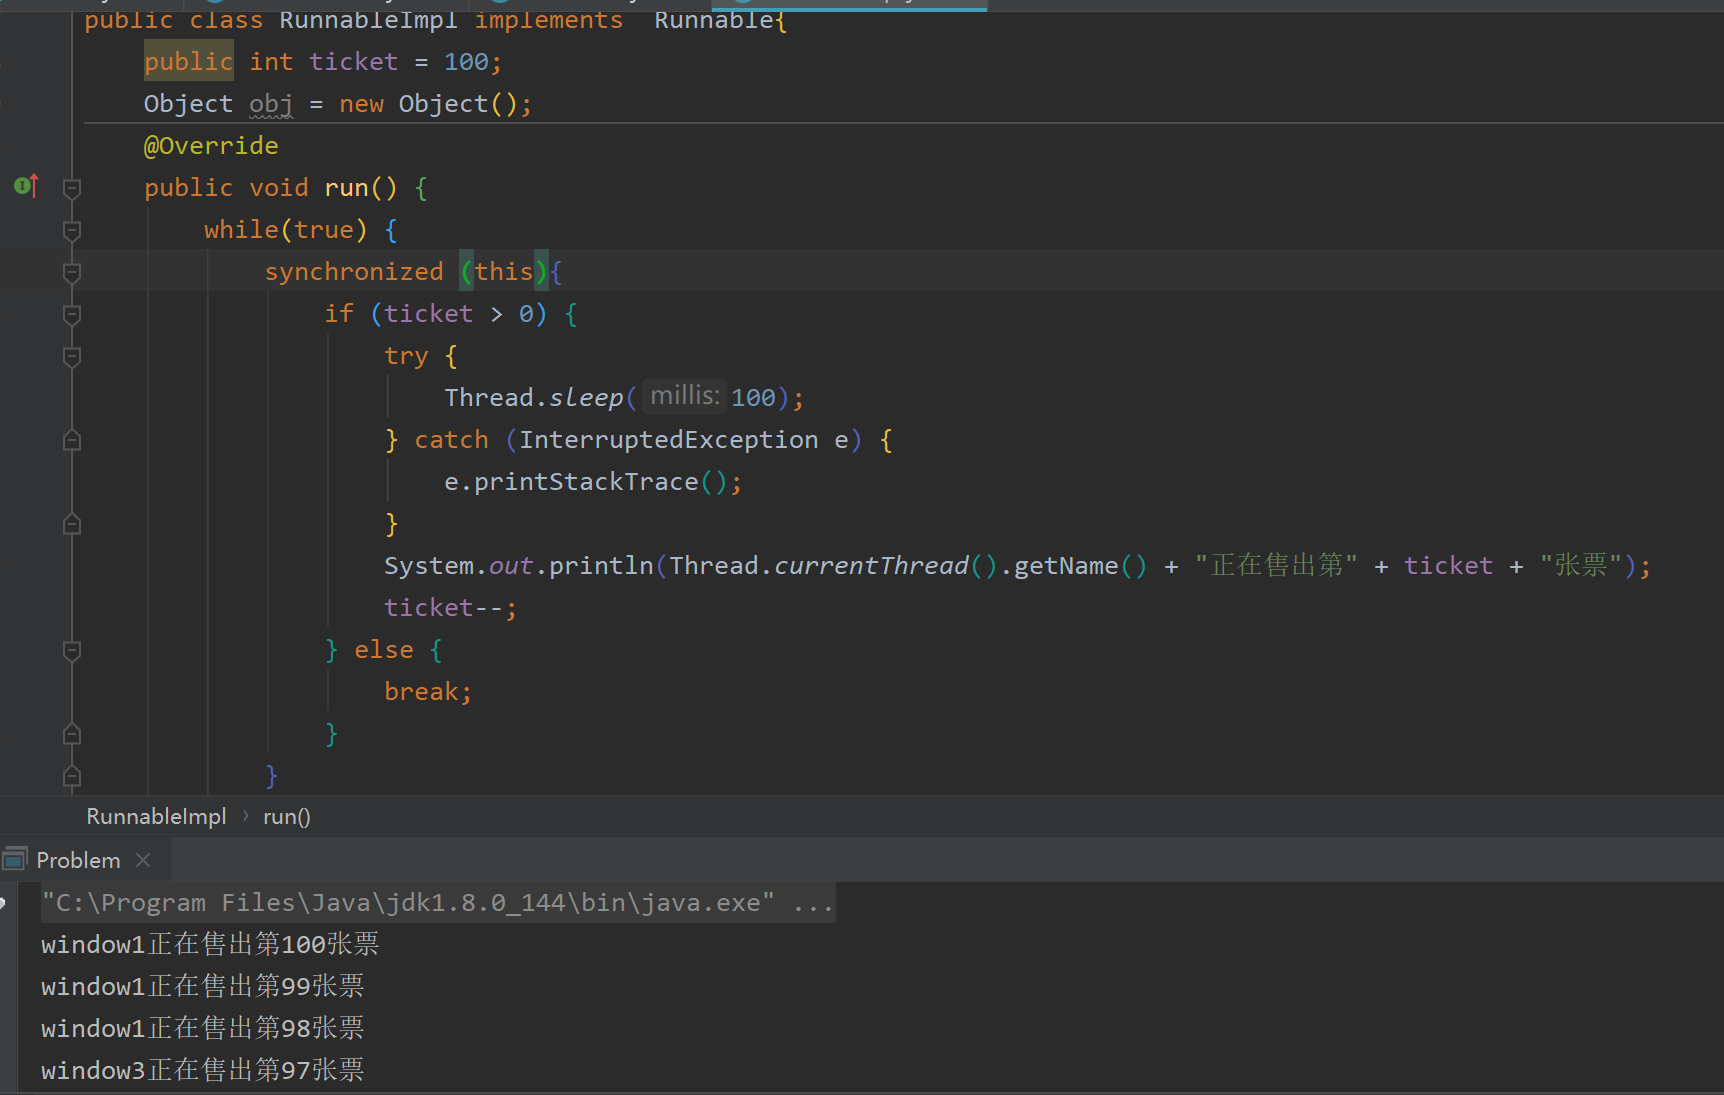 public class RunnableImpl implements  Runnable{
public int ticket = 100;
Object obj = new Object();
@Override
public void run() {
while(true) {
synchronized (this){
if (ticket > 0) {
try {
Thread.sleep( millis: 100);
} catch (InterruptedException e) {
e.printStackTrace();
}
System.out.println(Thread.currentThread().getName() + "正在售出第" + ticket + "张票");
ticket--;
} else {
break;
}
}
RunnableImpl › run()
Problem ×
"C:\Program Files\Java\jdk1.8.0_144\bin\java.exe" ...
window1正在售出第100张票
window1正在售出第99张票
window1正在售出第98张票
window3正在售出第97张票